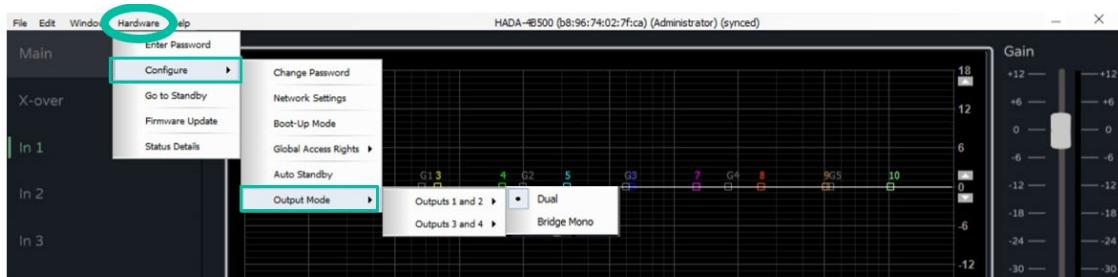 File Edit Window Hardware Help HADA-4B500 (b8:96:74:02:7f:ca) (Administrator) (synced)
Main
X-over
In 1
In 2
In 3
Enter Password
Configure
Go to Standby
Firmware Update
Status Details
Change Password
Network Settings
Boot-Up Mode
Global Access Rights
Auto Standby
Output Mode
Outputs 1 and 2
Outputs 3 and 4
Dual
Bridge Mono
G1 3 4 G2 5 G3 7 G4 8 9 G5 10
18
12
6
0
-6
-12
Gain
+12 +12
+6 +6
0 0
-6 -6
-12 -12
-18 -18
-24 -24
-30 -30